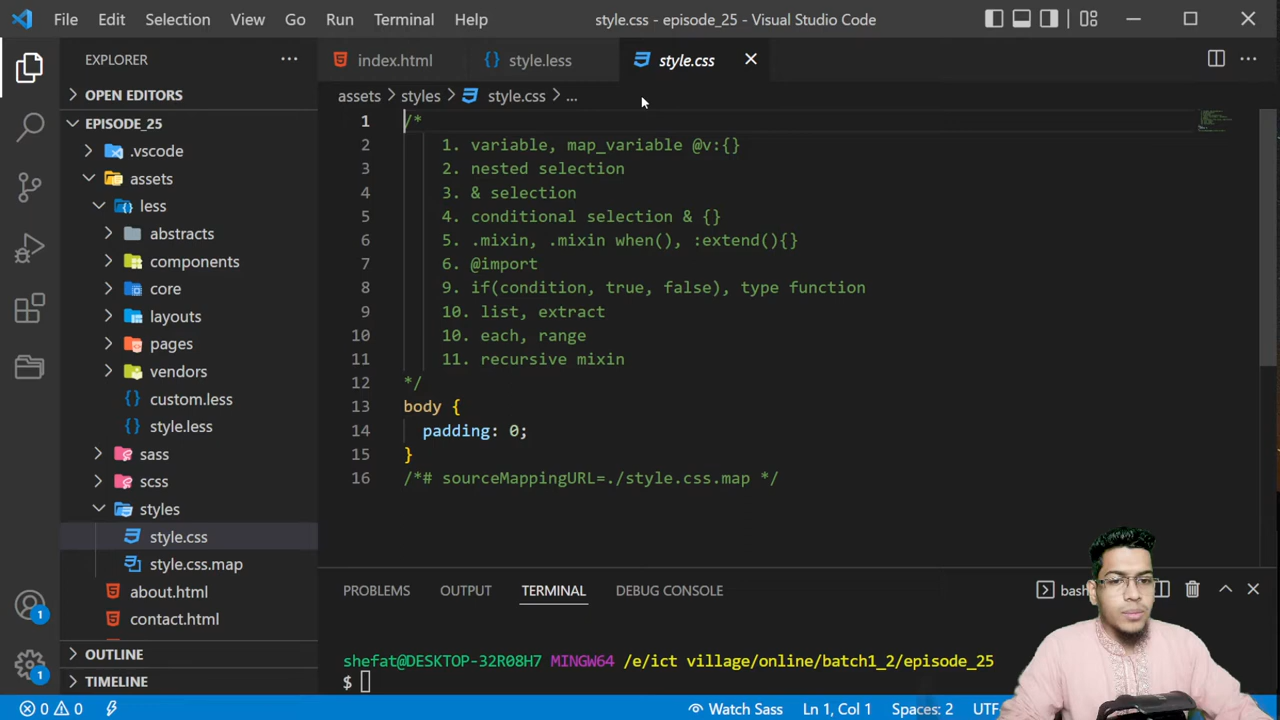 File Edit Selection View Go Run Terminal Help style.css - episode_25 - Visual Studio Code
EXPLORER
index.html style.less style.css
OPEN EDITORS
assets styles style.css ...
EPISODE_25
.vscode
assets
less
abstracts
components
core
layouts
pages
vendors
custom.less
style.less
sass
scss
styles
style.css
style.css.map
about.html
contact.html
OUTLINE
TIMELINE
1 /*
2 1. variable, map_variable @v:{}
3 2. nested selection
4 3. & selection
5 4. conditional selection & {}
6 5. .mixin, .mixin when(), :extend(){}
7 6. @import
8 9. if(condition, true, false), type function
9 10. list, extract
10 10. each, range
11 11. recursive mixin
12 */
13 body {
14 padding: 0;
15 }
16 /*# sourceMappingURL=./style.css.map */
PROBLEMS OUTPUT TERMINAL DEBUG CONSOLE
bash
shefat@DESKTOP-32R08H7 MINGW64 /e/ict village/online/batch1_2/episode_25
$
1
1
0 0 Watch Sass Ln 1, Col 1 Spaces: 2 UTF